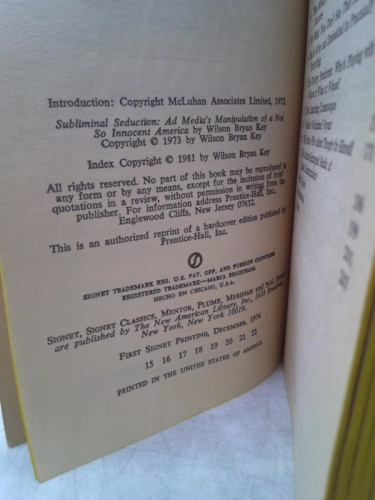 Introduction: Copyright McLuhan Associates Limited, 1972
Subliminal Seduction: Ad Media's Manipulation of a Not
So Innocent America by Wilson Bryan Key
Copyright © 1973 by Wilson Bryan Key
Index Copyright © 1981 by Wilson Bryan Key
All rights reserved. No part of this book may be reproduced in
any form or by any means, except for the inclusion of brief
quotations in a review, without permission in writing from the
publisher. For information address Prentice-Hall, Inc.,
Englewood Cliffs, New Jersey 07632.
This is an authorized reprint of a hardcover edition published by
Prentice-Hall, Inc.
SIGNET TRADEMARK REG. U.S. PAT. OFF. AND FOREIGN COUNTRIES
REGISTERED TRADEMARK—MARCA REGISTRADA
HECHO EN CHICAGO, U.S.A.
SIGNET, SIGNET CLASSICS, MENTOR, PLUME, MERIDIAN and NAL Books
are published by The New American Library, Inc., 1633 Broadway,
New York, New York 10019.
FIRST SIGNET PRINTING, DECEMBER, 1974
15 16 17 18 19 20 21 22
PRINTED IN THE UNITED STATES OF AMERICA